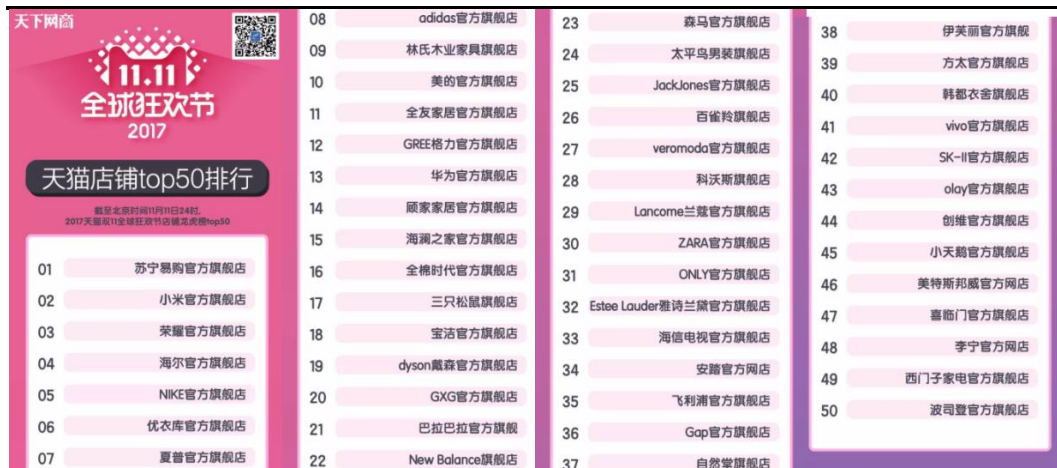 天下网商
11.11
全球狂欢节
2017
天猫店铺top50排行
截至北京时间11月11日24时,
2017天猫双11全球狂欢节店铺龙虎榜top50
01 苏宁易购官方旗舰店
02 小米官方旗舰店
03 荣耀官方旗舰店
04 海尔官方旗舰店
05 NIKE官方旗舰店
06 优衣库官方旗舰店
07 夏普官方旗舰店
08 adidas官方旗舰店
09 林氏木业家具旗舰店
10 美的官方旗舰店
11 全友家居官方旗舰店
12 GREE格力官方旗舰店
13 华为官方旗舰店
14 顾家家居官方旗舰店
15 海澜之家官方旗舰店
16 全棉时代官方旗舰店
17 三只松鼠旗舰店
18 宝洁官方旗舰店
19 dyson戴森官方旗舰店
20 GXG官方旗舰店
21 巴拉巴拉官方旗舰
22 New Balance旗舰店
23 森马官方旗舰店
24 太平鸟男装旗舰店
25 JackJones官方旗舰店
26 百雀羚旗舰店
27 veromoda官方旗舰店
28 科沃斯旗舰店
29 Lancome兰蔻官方旗舰店
30 ZARA官方旗舰店
31 ONLY官方旗舰店
32 Estee Lauder雅诗兰黛官方旗舰店
33 海信电视官方旗舰店
34 安踏官方网店
35 飞利浦官方旗舰店
36 Gap官方旗舰店
37 自然堂旗舰店
38 伊芙丽官方旗舰
39 方太官方旗舰店
40 韩都衣舍旗舰店
41 vivo官方旗舰店
42 SK-II官方旗舰店
43 olay官方旗舰店
44 创维官方旗舰店
45 小天鹅官方旗舰店
46 美特斯邦威官方网店
47 喜临门官方旗舰店
48 李宁官方网店
49 西门子家电官方旗舰店
50 波司登官方旗舰店